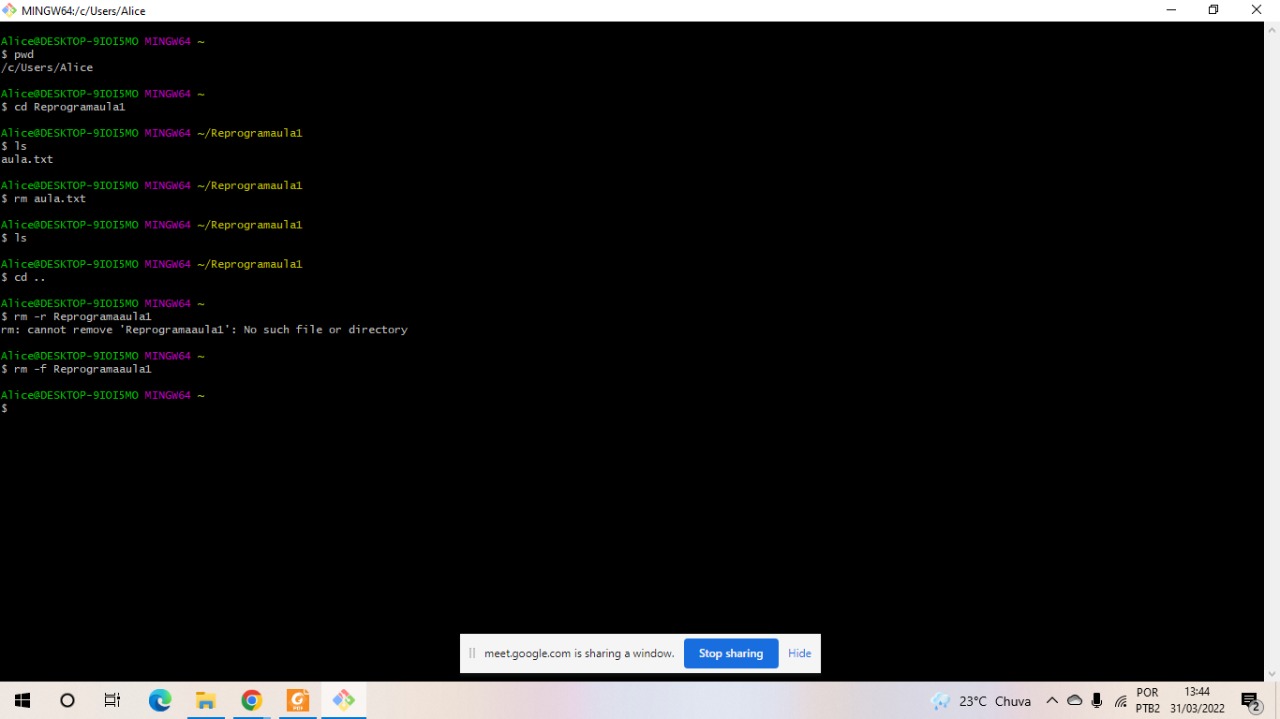 MINGW64:/c/Users/Alice
Alice@DESKTOP-9IOI5MO MINGW64 ~
$ pwd
/c/Users/Alice
Alice@DESKTOP-9IOI5MO MINGW64 ~
$ cd Reprogramaula1
Alice@DESKTOP-9IOI5MO MINGW64 ~/Reprogramaula1
$ ls
aula.txt
Alice@DESKTOP-9IOI5MO MINGW64 ~/Reprogramaula1
$ rm aula.txt
Alice@DESKTOP-9IOI5MO MINGW64 ~/Reprogramaula1
$ ls
Alice@DESKTOP-9IOI5MO MINGW64 ~/Reprogramaula1
$ cd ..
Alice@DESKTOP-9IOI5MO MINGW64 ~
$ rm -r Reprogramaaula1
rm: cannot remove 'Reprogramaaula1': No such file or directory
Alice@DESKTOP-9IOI5MO MINGW64 ~
$ rm -f Reprogramaaula1
Alice@DESKTOP-9IOI5MO MINGW64 ~
$
meet.google.com is sharing a window. Stop sharing Hide
PDF
23°C Chuva
POR 13:44
PTB2 31/03/2022 2